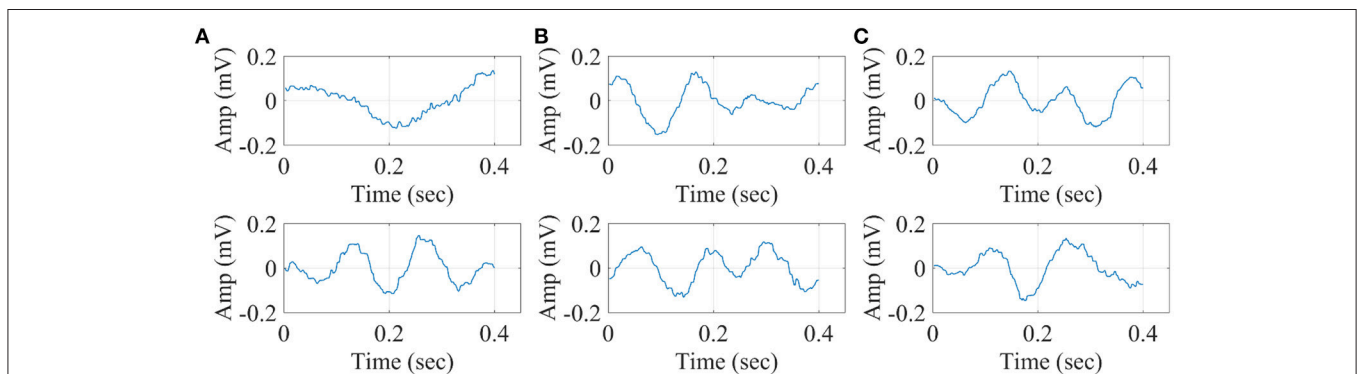 A B C
0.2 0.2 0.2
Amp (mV) Amp (mV) Amp (mV)
0 0 0
-0.2 -0.2 -0.2
0 0.2 0.4 0 0.2 0.4 0 0.2 0.4
Time (sec) Time (sec) Time (sec)
0.2 0.2 0.2
Amp (mV) Amp (mV) Amp (mV)
0 0 0
-0.2 -0.2 -0.2
0 0.2 0.4 0 0.2 0.4 0 0.2 0.4
Time (sec) Time (sec) Time (sec)